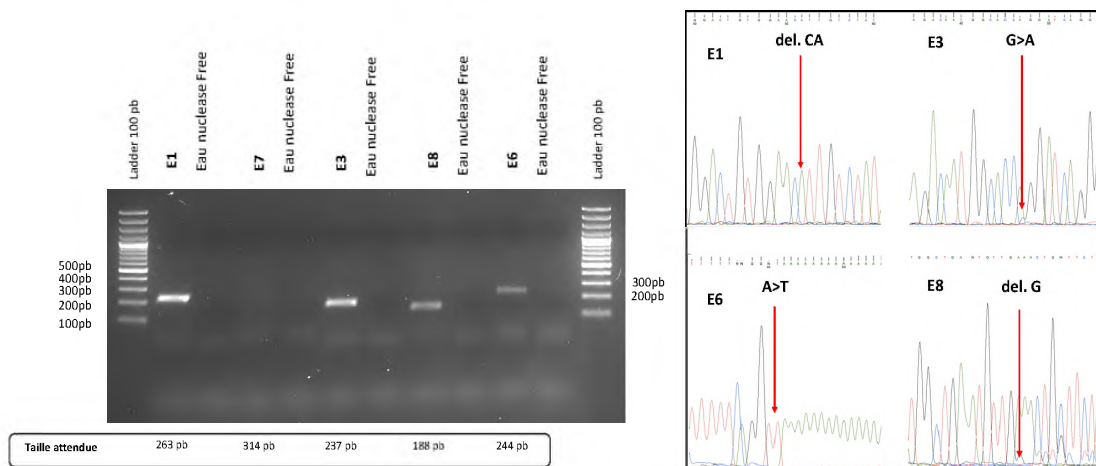 Ladder 100 pb
E1
Eau nuclease Free
E7
Eau nuclease Free
E3
Eau nuclease Free
E8
Eau nuclease Free
E6
Eau nuclease Free
Ladder 100 pb
500pb
400pb
300pb
200pb
100pb
300pb
200pb
Taille attendue 263 pb 314 pb 237 pb 188 pb 244 pb
E1
del. CA
E3
G>A
E6
A>T
E8
del. G